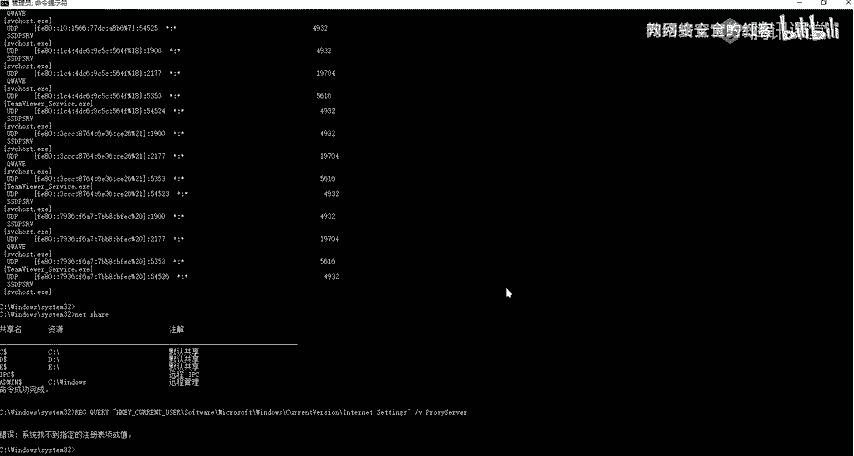 管理员: 命令提示符
QWAVE
[svchost.exe]
UDP [fe80::10:1566:77dc:a8b6%7]:54525 *:* 4932
SSDPSRV
[svchost.exe]
UDP [fe80::1c4:4dc6:9c5c:564f%18]:1900 *:* 4932
SSDPSRV
[svchost.exe]
UDP [fe80::1c4:4dc6:9c5c:564f%18]:2177 *:* 19704
QWAVE
[svchost.exe]
UDP [fe80::1c4:4dc6:9c5c:564f%18]:5353 *:* 5616
[TeamViewer_Service.exe]
UDP [fe80::1c4:4dc6:9c5c:564f%18]:54524 *:* 4932
SSDPSRV
[svchost.exe]
UDP [fe80::3ccc:8764:6e36:ce26%21]:1900 *:* 4932
SSDPSRV
[svchost.exe]
UDP [fe80::3ccc:8764:6e36:ce26%21]:2177 *:* 19704
QWAVE
[svchost.exe]
UDP [fe80::3ccc:8764:6e36:ce26%21]:5353 *:* 5616
[TeamViewer_Service.exe]
UDP [fe80::3ccc:8764:6e36:ce26%21]:54523 *:* 4932
SSDPSRV
[svchost.exe]
UDP [fe80::7936:f6a7:7bb8:bfec%20]:1900 *:* 4932
SSDPSRV
[svchost.exe]
UDP [fe80::7936:f6a7:7bb8:bfec%20]:2177 *:* 19704
QWAVE
[svchost.exe]
UDP [fe80::7936:f6a7:7bb8:bfec%20]:5353 *:* 5616
[TeamViewer_Service.exe]
UDP [fe80::7936:f6a7:7bb8:bfec%20]:54526 *:* 4932
SSDPSRV
[svchost.exe]
C:\Windows\system32>
C:\Windows\system32>net share
共享名 资源 注解
C$ C:\ 默认共享
D$ D:\ 默认共享
E$ E:\ 默认共享
IPC$ 远程 IPC
ADMIN$ C:\Windows 远程管理
命令成功完成。
C:\Windows\system32>REG QUERY "HKEY_CURRENT_USER\Software\Microsoft\Windows\CurrentVersion\Internet Settings" /v ProxyServer
错误: 系统找不到指定的注册表项或值。
C:\Windows\system32>
bilibili